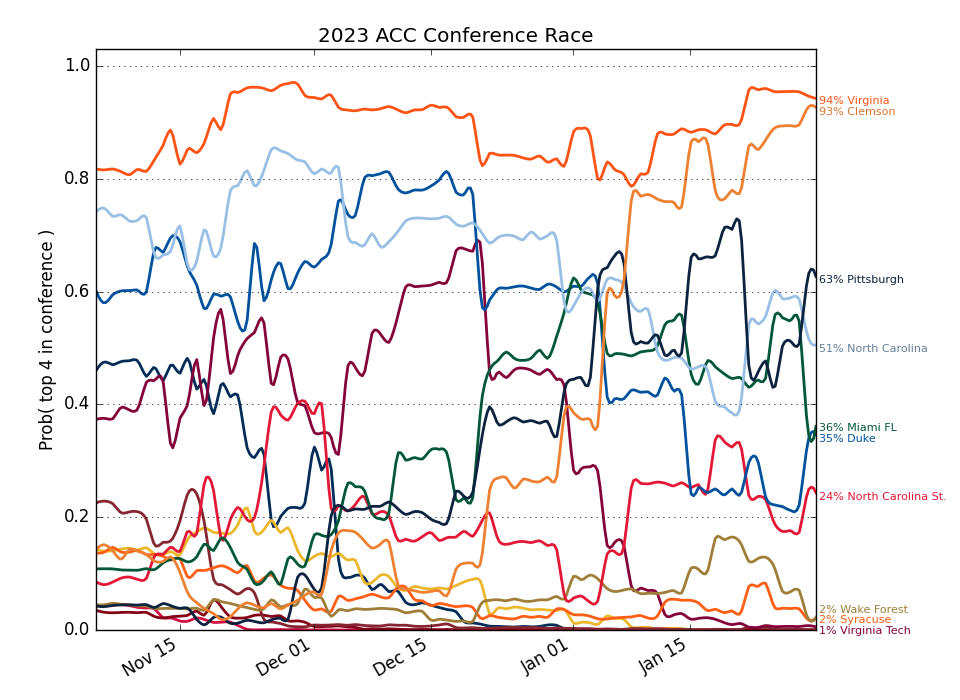 2023 ACC Conference Race
Prob( top 4 in conference )
1.0
0.8
0.6
0.4
0.2
0.0
Nov 15
Dec 01
Dec 15
Jan 01
Jan 15
94% Virginia
93% Clemson
63% Pittsburgh
51% North Carolina
36% Miami FL
35% Duke
24% North Carolina St.
2% Wake Forest
2% Syracuse
1% Virginia Tech